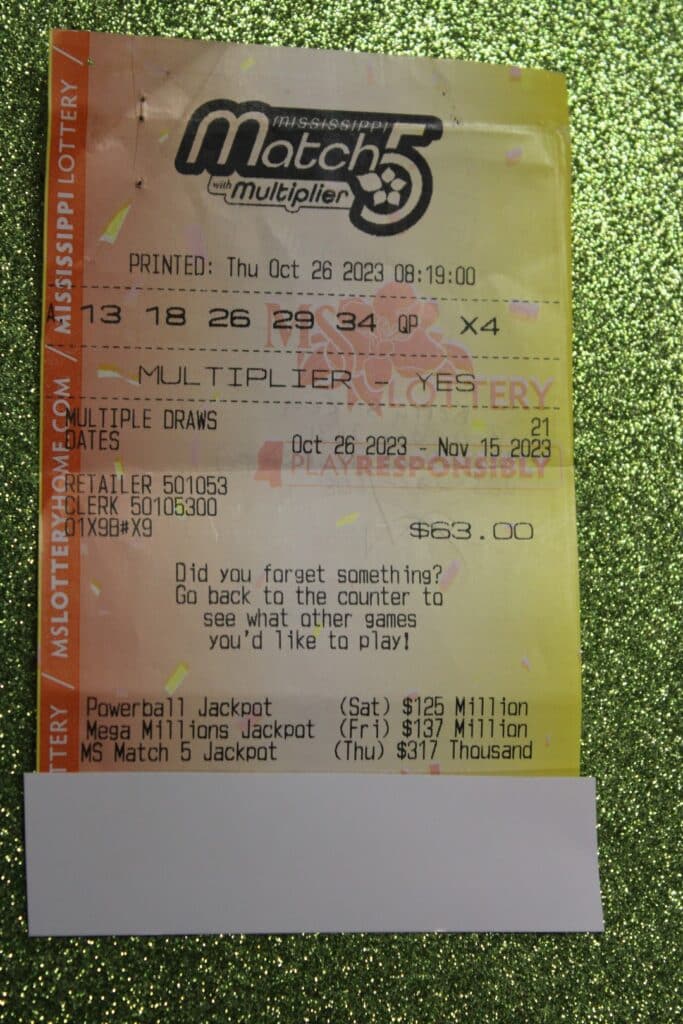 MISSISSIPPI
Match 5
with Multiplier
PRINTED: Thu Oct 26 2023 08:19:00
A 13 18 26 29 34 QP X4
MULTIPLIER - YES
MULTIPLE DRAWS 21
DATES Oct 26 2023 - Nov 15 2023
RETAILER 501053
CLERK 50105300
01X9B#X9
$63.00
Did you forget something?
Go back to the counter to
see what other games
you'd like to play!
Powerball Jackpot (Sat) $125 Million
Mega Millions Jackpot (Fri) $137 Million
MS Match 5 Jackpot (Thu) $317 Thousand
MS LOTTERY
PLAY RESPONSIBLY
TTERY / MSLOTTERYHOME.COM / MISSISSIPPI LOTTERY /